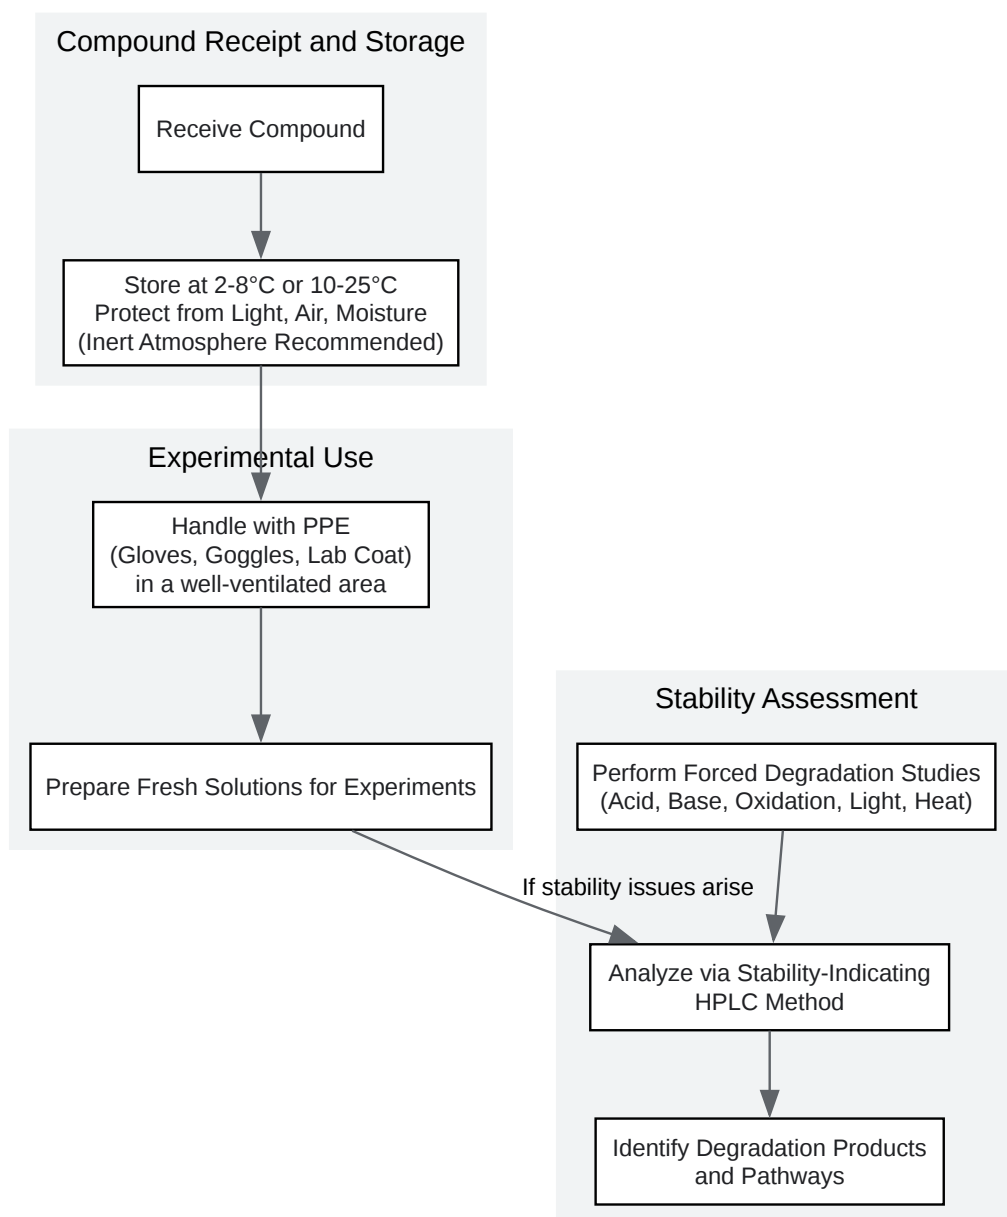 Compound Receipt and Storage
Receive Compound
Store at 2-8°C or 10-25°C
Protect from Light, Air, Moisture
(Inert Atmosphere Recommended)
Experimental Use
Handle with PPE
(Gloves, Goggles, Lab Coat)
in a well-ventilated area
Prepare Fresh Solutions for Experiments
Stability Assessment
Perform Forced Degradation Studies
(Acid, Base, Oxidation, Light, Heat)
If stability issues arise
Analyze via Stability-Indicating
HPLC Method
Identify Degradation Products
and Pathways